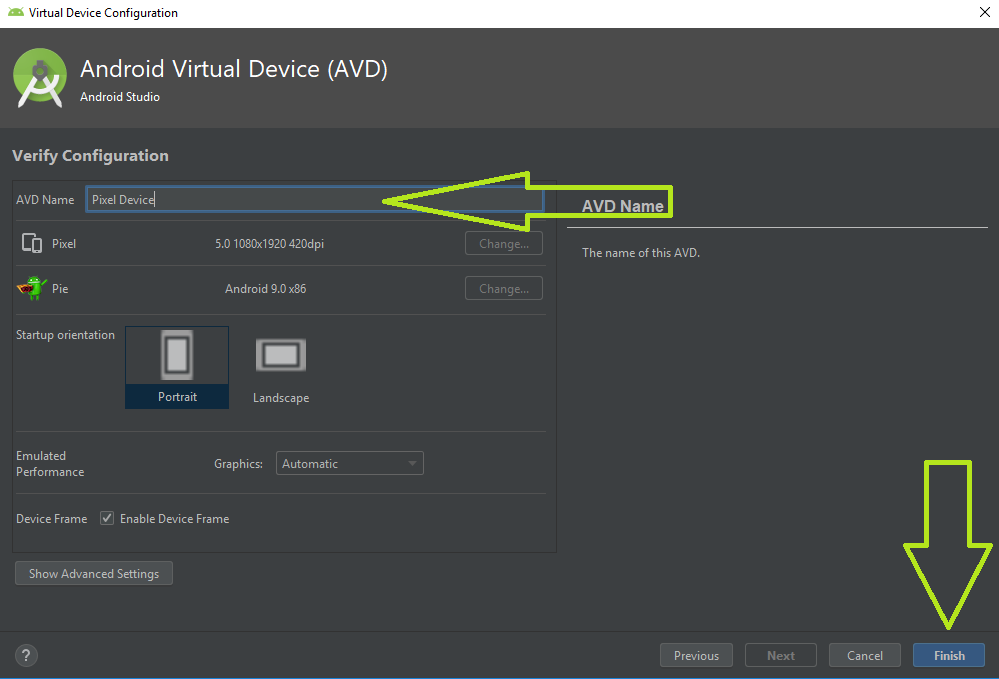 Virtual Device Configuration
Android Virtual Device (AVD)
Android Studio
Verify Configuration
AVD Name Pixel Device
AVD Name
Pixel 5.0 1080x1920 420dpi Change...
The name of this AVD.
Pie Android 9.0 x86 Change...
Startup orientation
Portrait
Landscape
Emulated
Performance
Graphics: Automatic
Device Frame Enable Device Frame
Show Advanced Settings
? Previous Next Cancel Finish